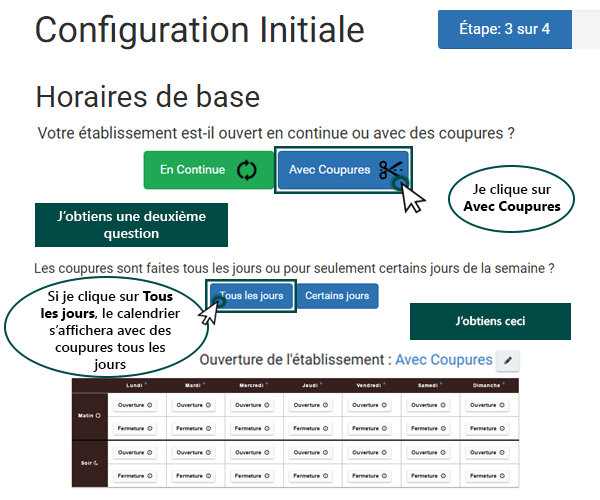 Configuration Initiale
Étape: 3 sur 4
Horaires de base
Votre établissement est-il ouvert en continue ou avec des coupures ?
En Continue
Avec Coupures
Je clique sur
Avec Coupures
J'obtiens une deuxième
question
Les coupures sont faites tous les jours ou pour seulement certains jours de la semaine ?
Tous les jours
Certains jours
Si je clique sur Tous
les jours, le calendrier
s'affichera avec des
coupures tous les
jours
J'obtiens ceci
Ouverture de l'établissement : Avec Coupures
Lundi Mardi Mercredi Jeudi Vendredi Samedi Dimanche
Matin
Ouverture Ouverture Ouverture Ouverture Ouverture Ouverture Ouverture
Fermeture Fermeture Fermeture Fermeture Fermeture Fermeture Fermeture
Soir
Ouverture Ouverture Ouverture Ouverture Ouverture Ouverture Ouverture
Fermeture Fermeture Fermeture Fermeture Fermeture Fermeture Fermeture